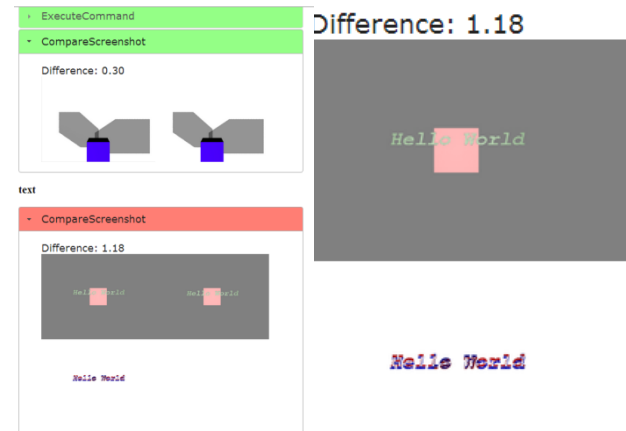 ExecuteCommand
CompareScreenshot
Difference: 0.30
text
CompareScreenshot
Difference: 1.18
Hello World
Hello World
Hello World
Difference: 1.18
Hello World
Hello World